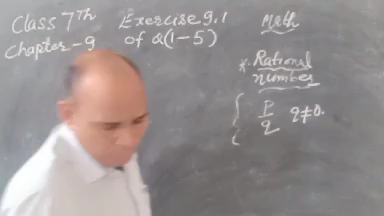 Class 7th Exercise 9.1 Math
Chapter-9 of Q(1-5)
* Rational
number
{ P/q q≠0.